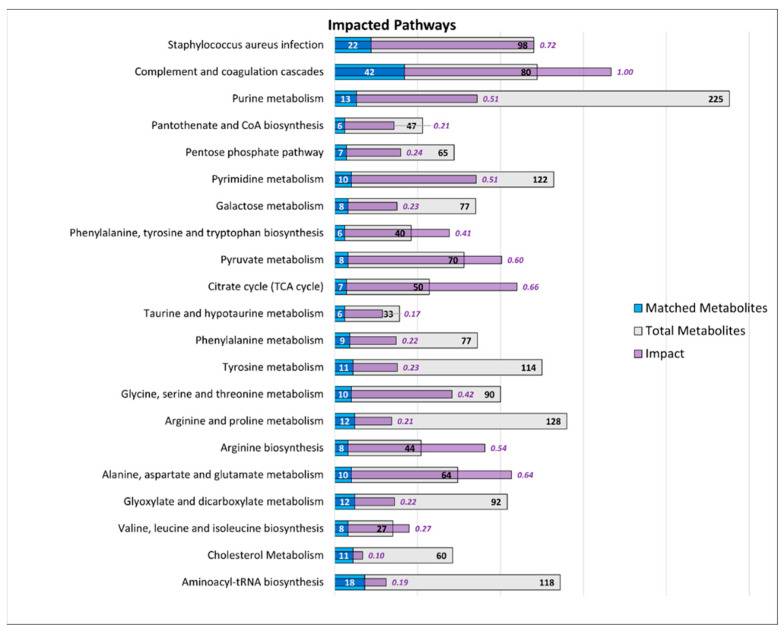 Impacted Pathways
Staphylococcus aureus infection 22 98 0.72
Complement and coagulation cascades 42 80 1.00
Purine metabolism 13 0.51 225
Pantothenate and CoA biosynthesis 6 47 0.21
Pentose phosphate pathway 7 0.24 65
Pyrimidine metabolism 10 0.51 122
Galactose metabolism 8 0.23 77
Phenylalanine, tyrosine and tryptophan biosynthesis 6 40 0.41
Pyruvate metabolism 8 70 0.60
Citrate cycle (TCA cycle) 7 50 0.66
Taurine and hypotaurine metabolism 6 33 0.17
Phenylalanine metabolism 9 0.22 77
Tyrosine metabolism 11 0.23 114
Glycine, serine and threonine metabolism 10 0.42 90
Arginine and proline metabolism 12 0.21 128
Arginine biosynthesis 8 44 0.54
Alanine, aspartate and glutamate metabolism 10 64 0.64
Glyoxylate and dicarboxylate metabolism 12 0.22 92
Valine, leucine and isoleucine biosynthesis 8 27 0.27
Cholesterol Metabolism 11 0.10 60
Aminoacyl-tRNA biosynthesis 18 0.19 118
Matched Metabolites
Total Metabolites
Impact